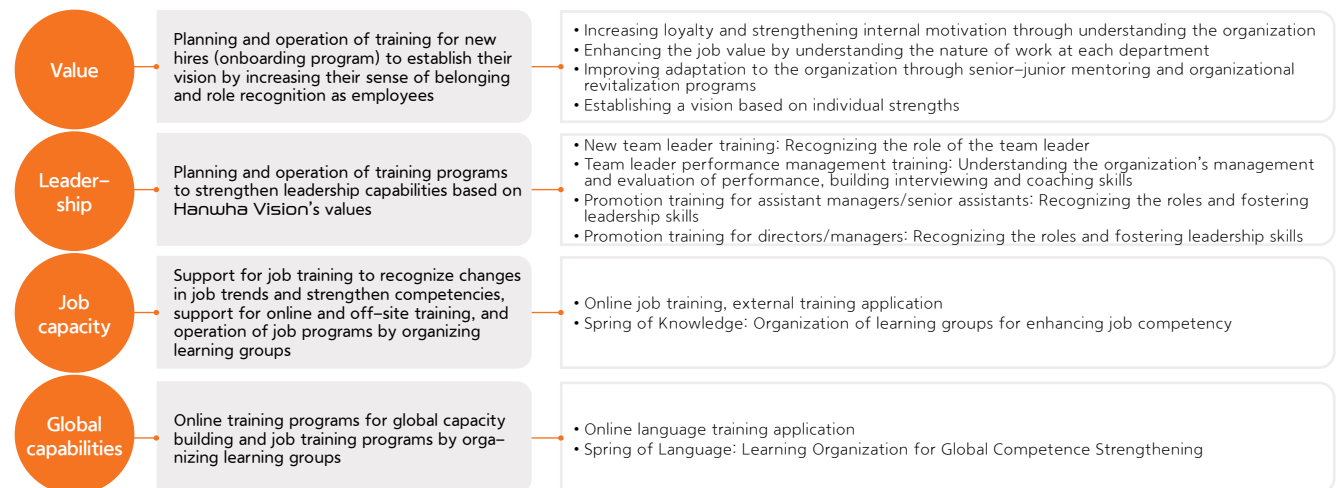 Value
Planning and operation of training for new
hires (onboarding program) to establish their
vision by increasing their sense of belonging
and role recognition as employees
• Increasing loyalty and strengthening internal motivation through understanding the organization
• Enhancing the job value by understanding the nature of work at each department
• Improving adaptation to the organization through senior-junior mentoring and organizational
revitalization programs
• Establishing a vision based on individual strengths
Leader-
ship
Planning and operation of training programs
to strengthen leadership capabilities based on
Hanwha Vision's values
• New team leader training: Recognizing the role of the team leader
• Team leader performance management training: Understanding the organization's management
and evaluation of performance, building interviewing and coaching skills
• Promotion training for assistant managers/senior assistants: Recognizing the roles and fostering
leadership skills
• Promotion training for directors/managers: Recognizing the roles and fostering leadership skills
Job
capacity
Support for job training to recognize changes
in job trends and strengthen competencies,
support for online and off-site training, and
operation of job programs by organizing
learning groups
• Online job training, external training application
• Spring of Knowledge: Organization of learning groups for enhancing job competency
Global
capabilities
Online training programs for global capacity
building and job training programs by orga-
nizing learning groups
• Online language training application
• Spring of Language: Learning Organization for Global Competence Strengthening